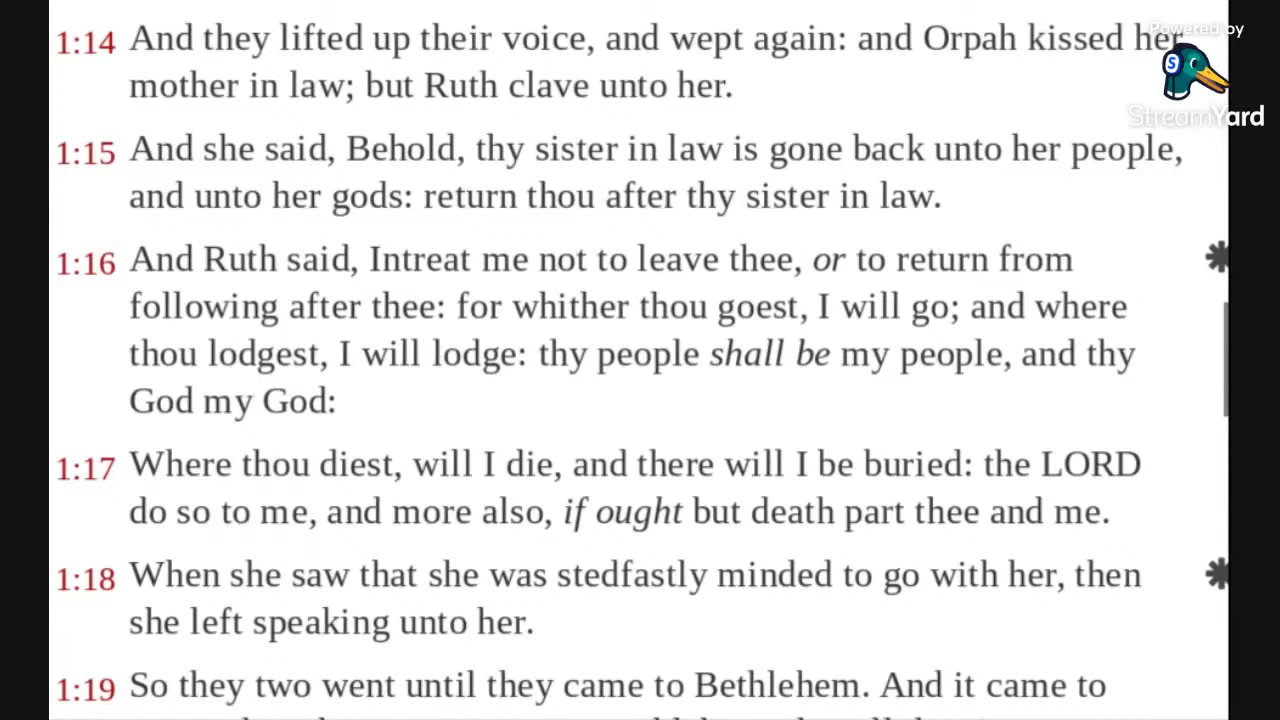 Powered by
StreamYard
1:14 And they lifted up their voice, and wept again: and Orpah kissed her
mother in law; but Ruth clave unto her.
1:15 And she said, Behold, thy sister in law is gone back unto her people,
and unto her gods: return thou after thy sister in law.
1:16 And Ruth said, Intreat me not to leave thee, or to return from
following after thee: for whither thou goest, I will go; and where
thou lodgest, I will lodge: thy people shall be my people, and thy
God my God:
1:17 Where thou diest, will I die, and there will I be buried: the LORD
do so to me, and more also, if ought but death part thee and me.
1:18 When she saw that she was stedfastly minded to go with her, then
she left speaking unto her.
1:19 So they two went until they came to Bethlehem. And it came to